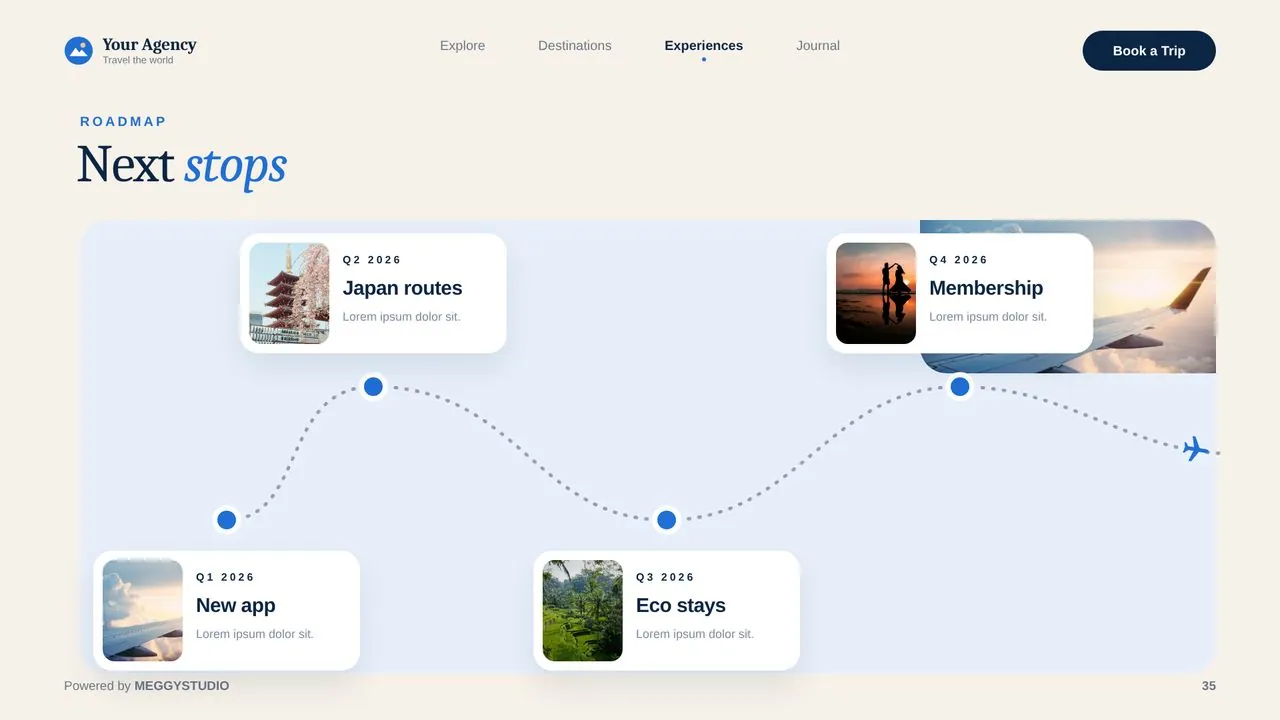 Your Agency
Travel the world
Explore
Destinations
Experiences
Journal
Book a Trip
ROADMAP
Next stops
Q2 2026
Japan routes
Lorem ipsum dolor sit.
Q4 2026
Membership
Lorem ipsum dolor sit.
Q1 2026
New app
Lorem ipsum dolor sit.
Q3 2026
Eco stays
Lorem ipsum dolor sit.
Powered by MEGGYSTUDIO
35